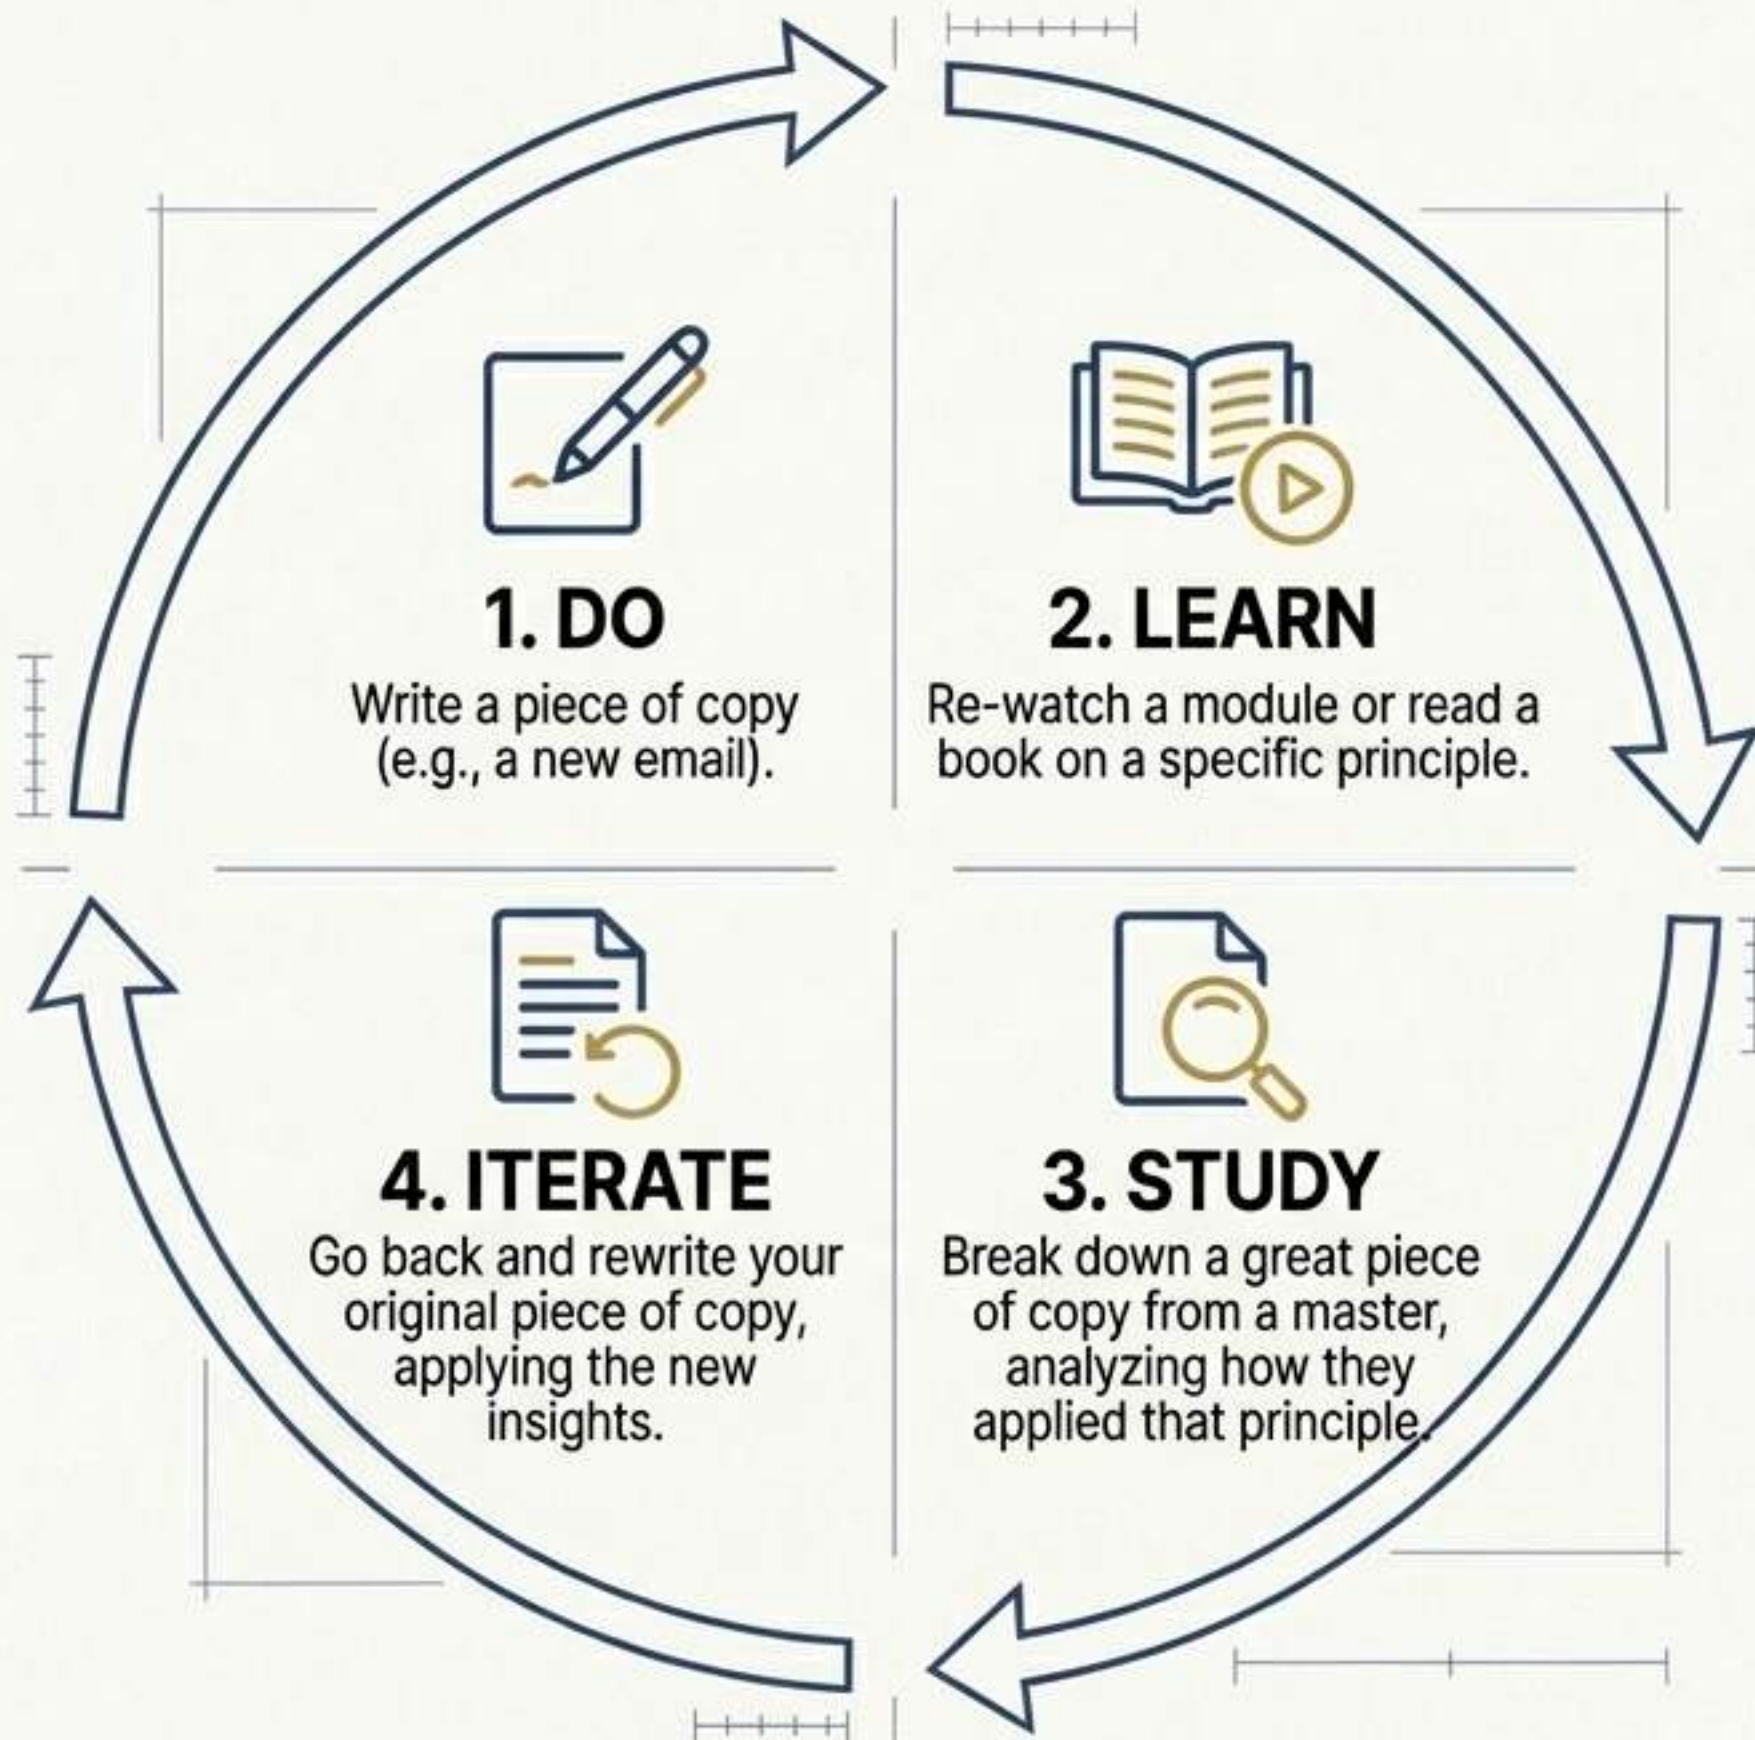 1. DO
Write a piece of copy
(e.g., a new email).
2. LEARN
Re-watch a module or read a
book on a specific principle.
3. STUDY
Break down a great piece
of copy from a master,
analyzing how they
applied that principle.
4. ITERATE
Go back and rewrite your
original piece of copy,
applying the new
insights.